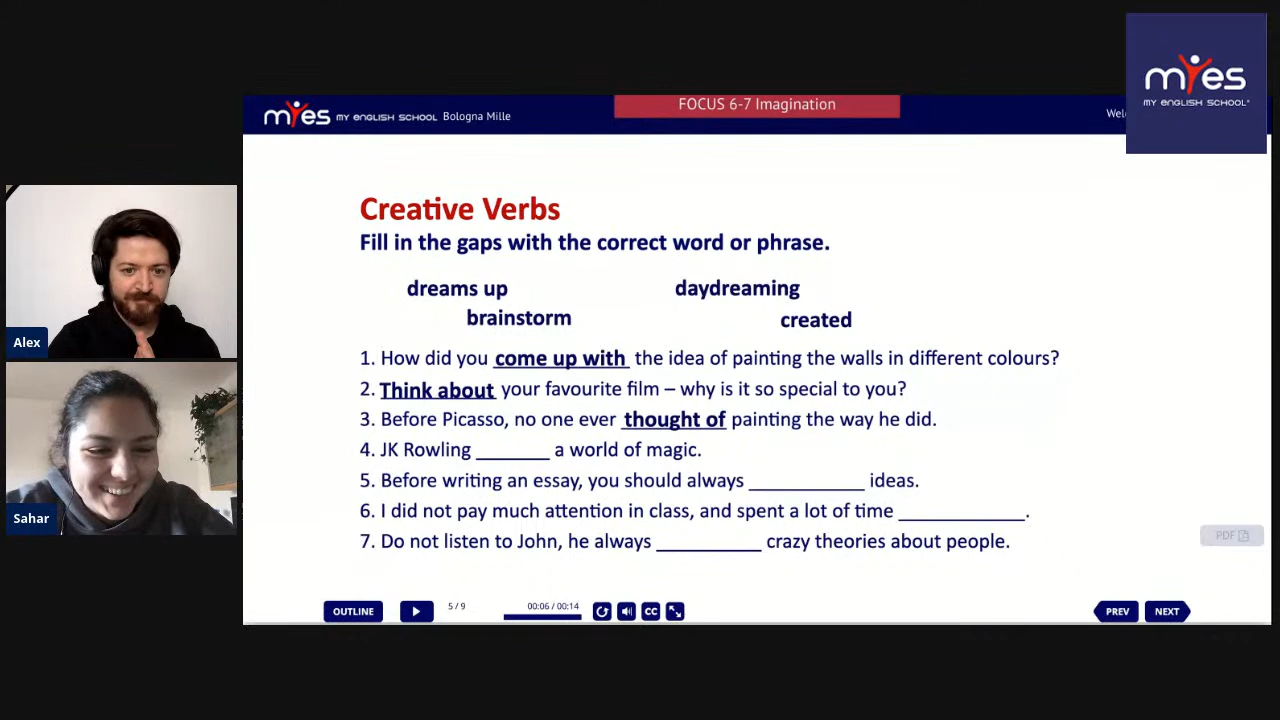 myes
MY ENGLISH SCHOOL
myes MY ENGLISH SCHOOL Bologna Mille
FOCUS 6-7 Imagination
Creative Verbs
Fill in the gaps with the correct word or phrase.
dreams up daydreaming
brainstorm created
1. How did you come up with the idea of painting the walls in different colours?
2. Think about your favourite film – why is it so special to you?
3. Before Picasso, no one ever thought of painting the way he did.
4. JK Rowling _______ a world of magic.
5. Before writing an essay, you should always ___________ ideas.
6. I did not pay much attention in class, and spent a lot of time ____________.
7. Do not listen to John, he always __________ crazy theories about people.
Alex
Sahar
PDF
OUTLINE 5 / 9 00:06 / 00:14 CC PREV NEXT